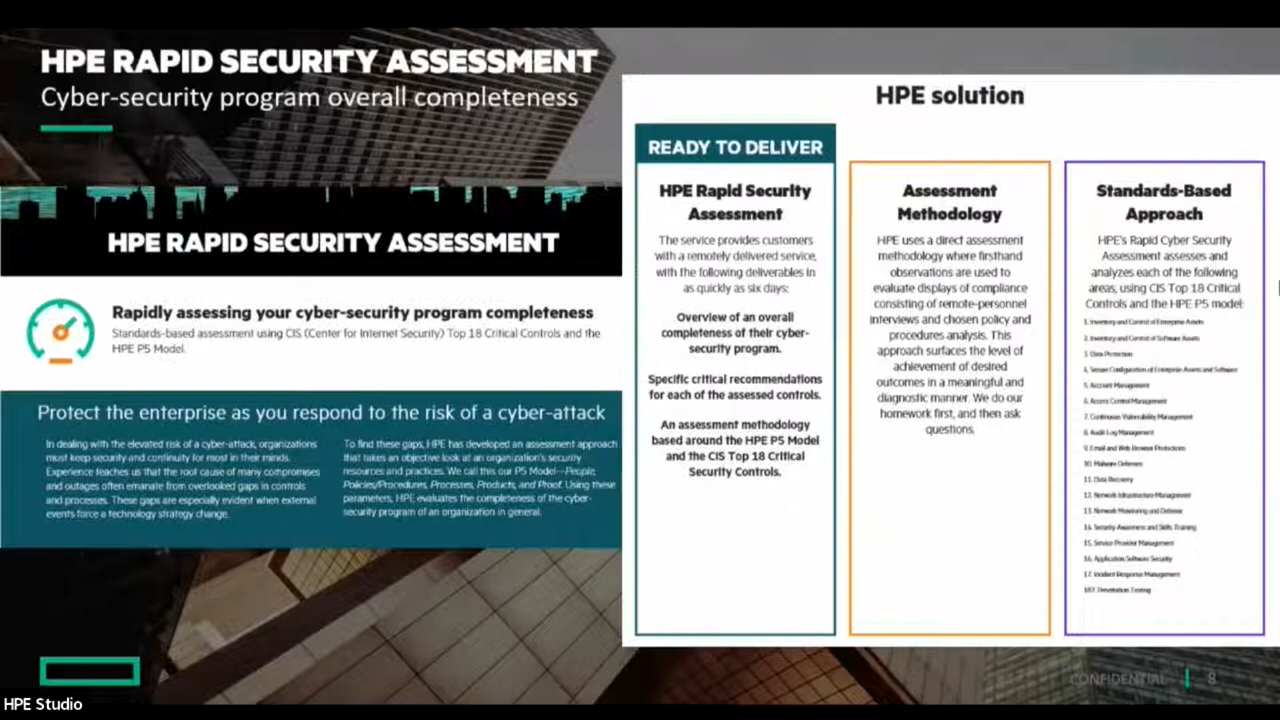 HPE RAPID SECURITY ASSESSMENT
Cyber-security program overall completeness
HPE RAPID SECURITY ASSESSMENT
Rapidly assessing your cyber-security program completeness
Standards-based assessment using CIS (Center for Internet Security) Top 18 Critical Controls and the
HPE P5 Model.
Protect the enterprise as you respond to the risk of a cyber-attack
In dealing with the elevated risk of a cyber-attack, organizations
must keep security and continuity for most in their minds.
Experience teaches us that the root cause of many compromises
and outages often emanate from overlooked gaps in controls
and processes. These gaps are especially evident when external
events force a technology strategy change.
To find these gaps, HPE has developed an assessment approach
that takes an objective look at an organization's security
resources and practices. We call this our P5 Model—People,
Policies/Procedures, Processes, Products, and Proof. Using these
parameters, HPE evaluates the completeness of the cyber-
security program of an organization in general.
HPE solution
READY TO DELIVER
HPE Rapid Security
Assessment
The service provides customers
with a remotely delivered service,
with the following deliverables in
as quickly as six days:
Overview of an overall
completeness of their cyber-
security program.
Specific critical recommendations
for each of the assessed controls.
An assessment methodology
based around the HPE P5 Model
and the CIS Top 18 Critical
Security Controls.
Assessment
Methodology
HPE uses a direct assessment
methodology where firsthand
observations are used to
evaluate displays of compliance
consisting of remote-personnel
interviews and chosen policy and
procedures analysis. This
approach surfaces the level of
achievement of desired
outcomes in a meaningful and
diagnostic manner. We do our
homework first, and then ask
questions.
Standards-Based
Approach
HPE's Rapid Cyber Security
Assessment assesses and
analyzes each of the following
areas, using CIS Top 18 Critical
Controls and the HPE P5 model:
1. Inventory and Control of Enterprise Assets
2. Inventory and Control of Software Assets
3. Data Protection
4. Secure Configuration of Enterprise Assets and Software
5. Account Management
6. Access Control Management
7. Continuous Vulnerability Management
8. Audit Log Management
9. Email and Web Browser Protections
10. Malware Defenses
11. Data Recovery
12. Network Infrastructure Management
13. Network Monitoring and Defense
14. Security Awareness and Skills Training
15. Service Provider Management
16. Application Software Security
17. Incident Response Management
Penetration Testing
CONFIDENTIAL
8
HPE Studio